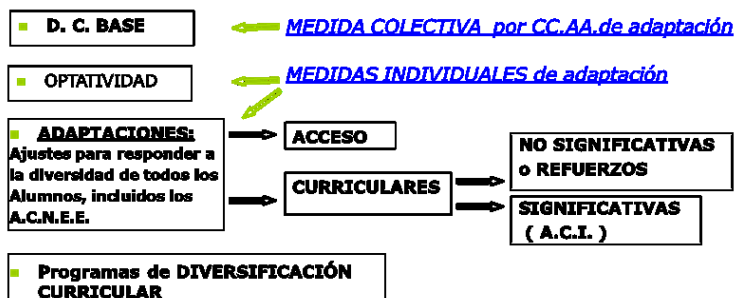 D. C. BASE
MEDIDA COLECTIVA por CC.AA.de adaptación
OPTATIVIDAD
MEDIDAS INDIVIDUALES de adaptación
ADAPTACIONES:
Ajustes para responder a
la diversidad de todos los
Alumnos, incluidos los
A.C.N.E.E.
ACCESO
CURRICULARES
NO SIGNIFICATIVAS
o REFUERZOS
SIGNIFICATIVAS
( A.C.I. )
Programas de DIVERSIFICACIÓN
CURRICULAR